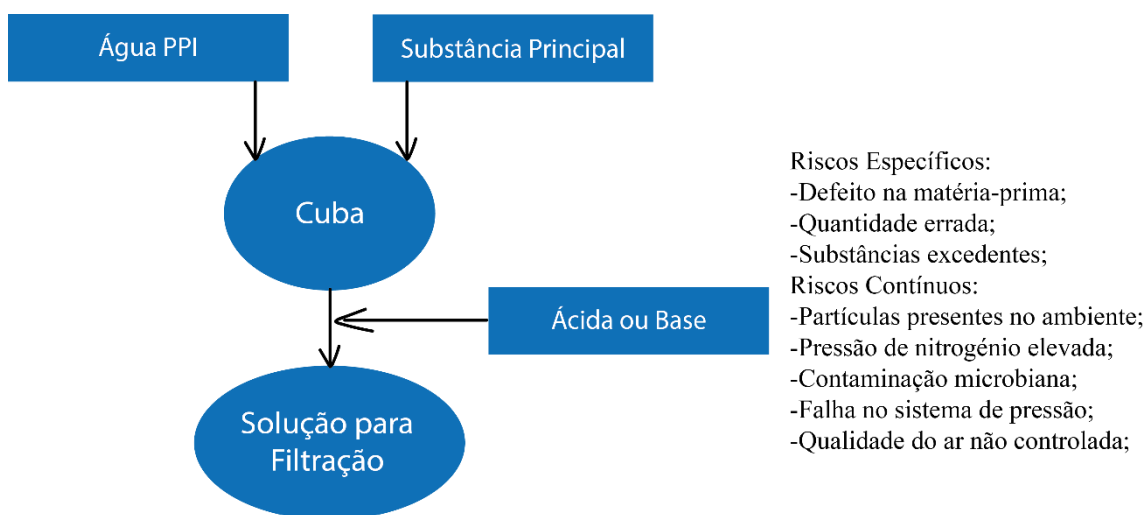 Água PPI
Substância Principal
Cuba
Ácida ou Base
Solução para
Filtração
Riscos Específicos:
-Defeito na matéria-prima;
-Quantidade errada;
-Substâncias excedentes;
Riscos Contínuos:
-Partículas presentes no ambiente;
-Pressão de nitrogénio elevada;
-Contaminação microbiana;
-Falha no sistema de pressão;
-Qualidade do ar não controlada;